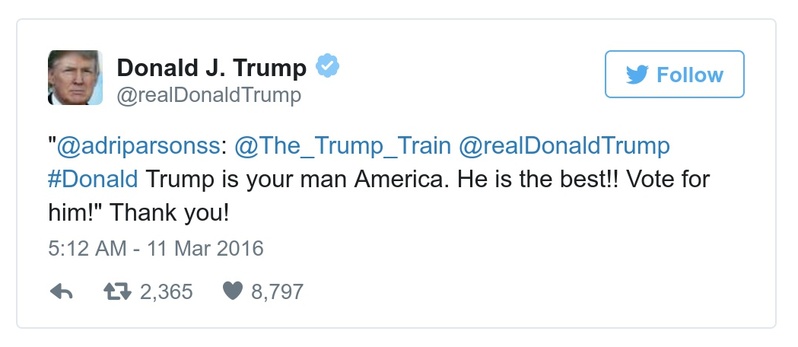 Donald J. Trump
@realDonaldTrump
Follow
"@adriparsonss: @The_Trump_Train @realDonaldTrump
#Donald Trump is your man America. He is the best!! Vote for
him!" Thank you!
5:12 AM - 11 Mar 2016
2,365 8,797